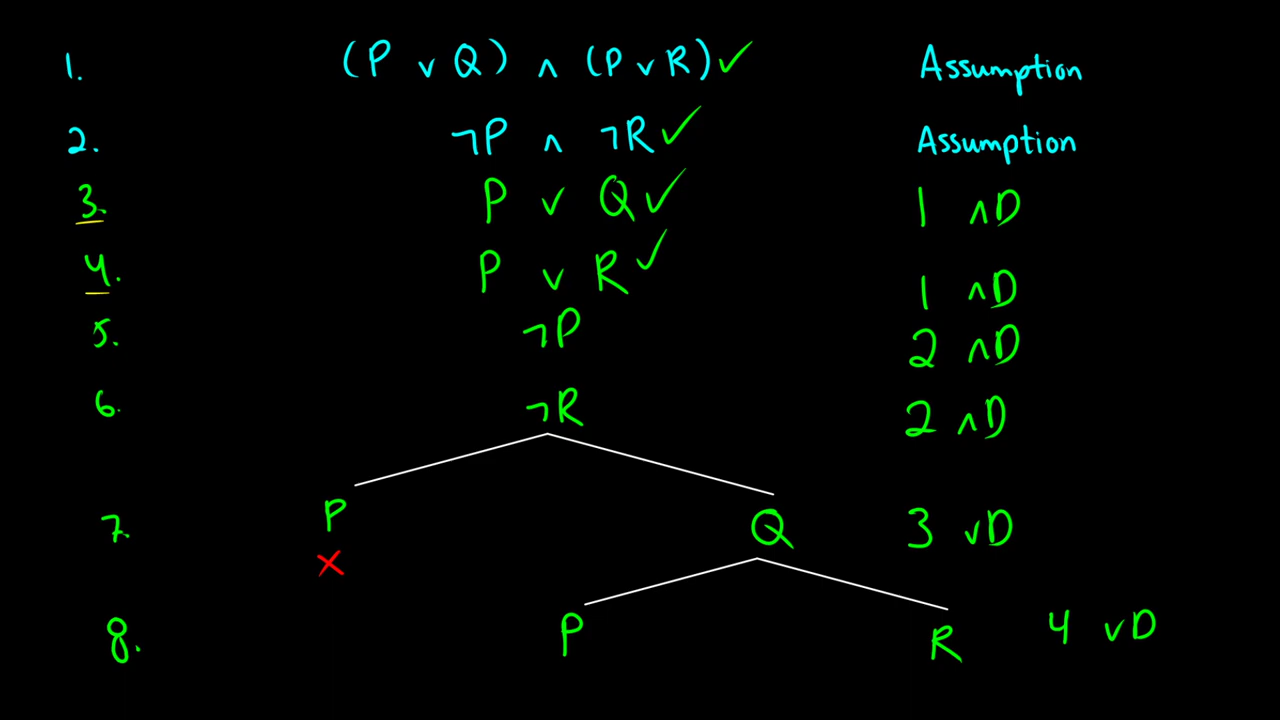 1. (P ∨ Q) ∧ (P ∨ R) ✓ Assumption
2. ¬P ∧ ¬R ✓ Assumption
3. P ∨ Q ✓ 1 ∧D
4. P ∨ R ✓ 1 ∧D
5. ¬P 2 ∧D
6. ¬R 2 ∧D
7. P Q 3 ∨D
×
8. P R 4 ∨D